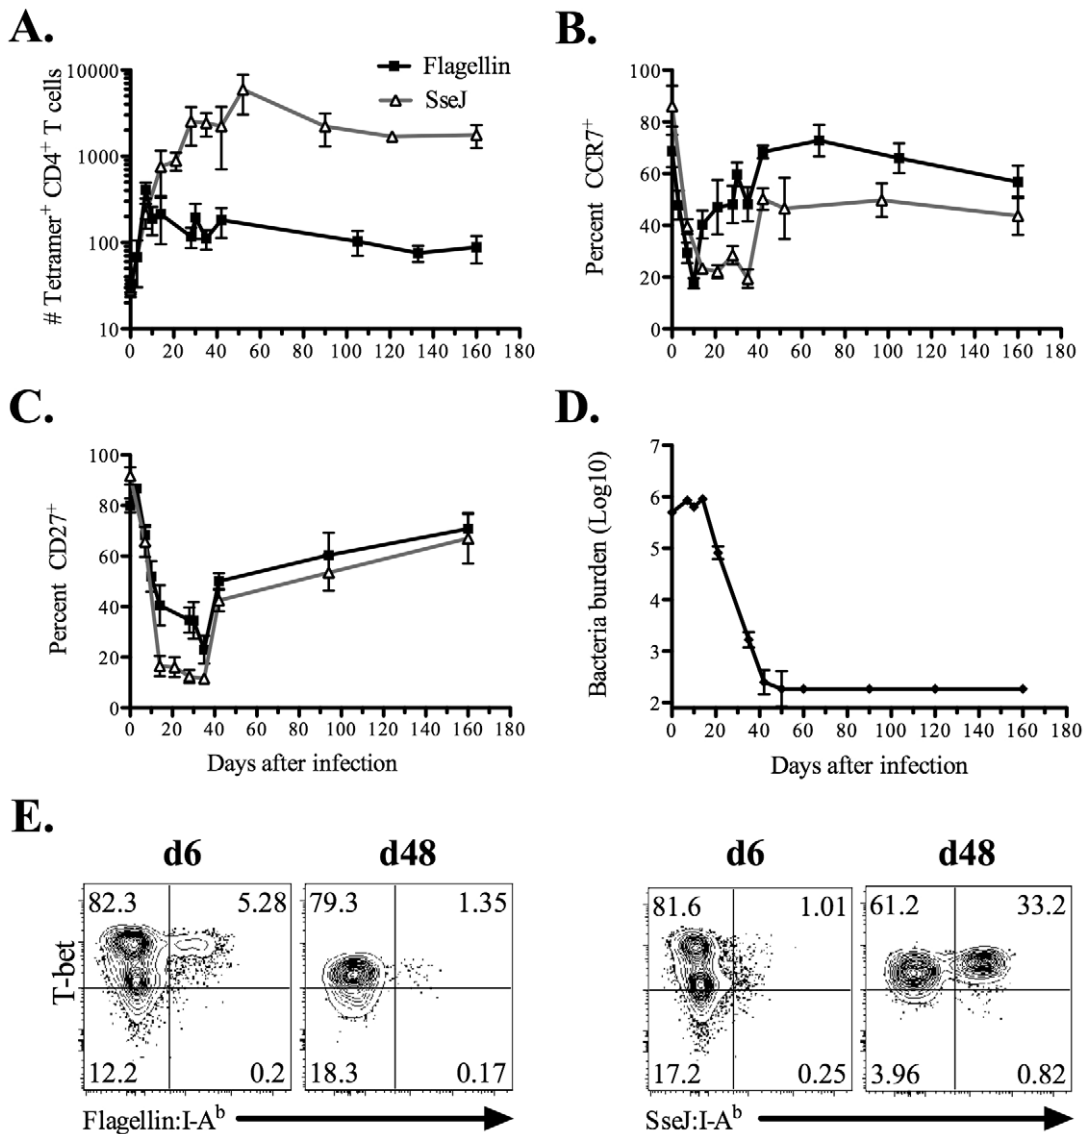 A.
10000
1000
100
10
# Tetramer+ CD4+ T cells
Flagellin
SseJ
0 20 40 60 80 100 120 140 160 180
B.
100
80
60
40
20
0
Percent CCR7+
0 20 40 60 80 100 120 140 160 180
C.
100
80
60
40
20
0
Percent CD27+
0 20 40 60 80 100 120 140 160 180
Days after infection
D.
7
6
5
4
3
2
Bacteria burden (Log10)
0 20 40 60 80 100 120 140 160 180
Days after infection
E.
d6 d48 d6 d48
T-bet
82.3 5.28 79.3 1.35 81.6 1.01 61.2 33.2
12.2 0.2 18.3 0.17 17.2 0.25 3.96 0.82
Flagellin:I-Ab SseJ:I-Ab